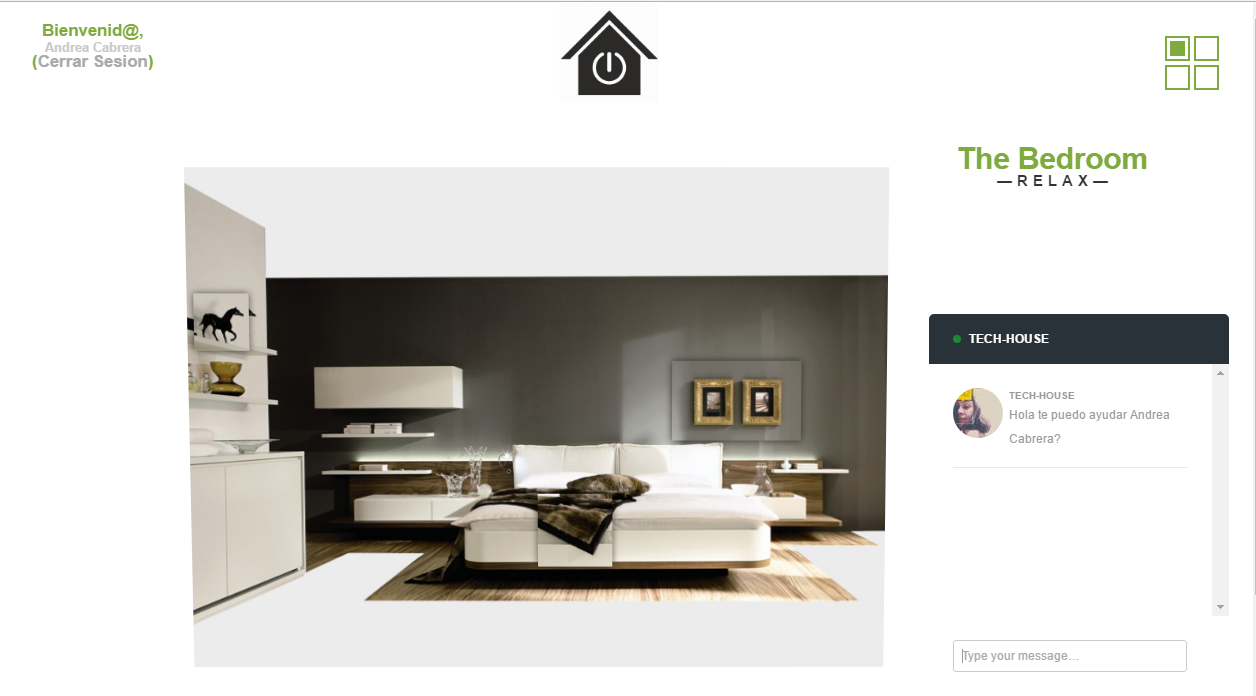 Bienvenid@,
Andrea Cabrera
(Cerrar Sesion)
The Bedroom
—RELAX—
TECH-HOUSE
TECH-HOUSE
Hola te puedo ayudar Andrea
Cabrera?
Type your message…